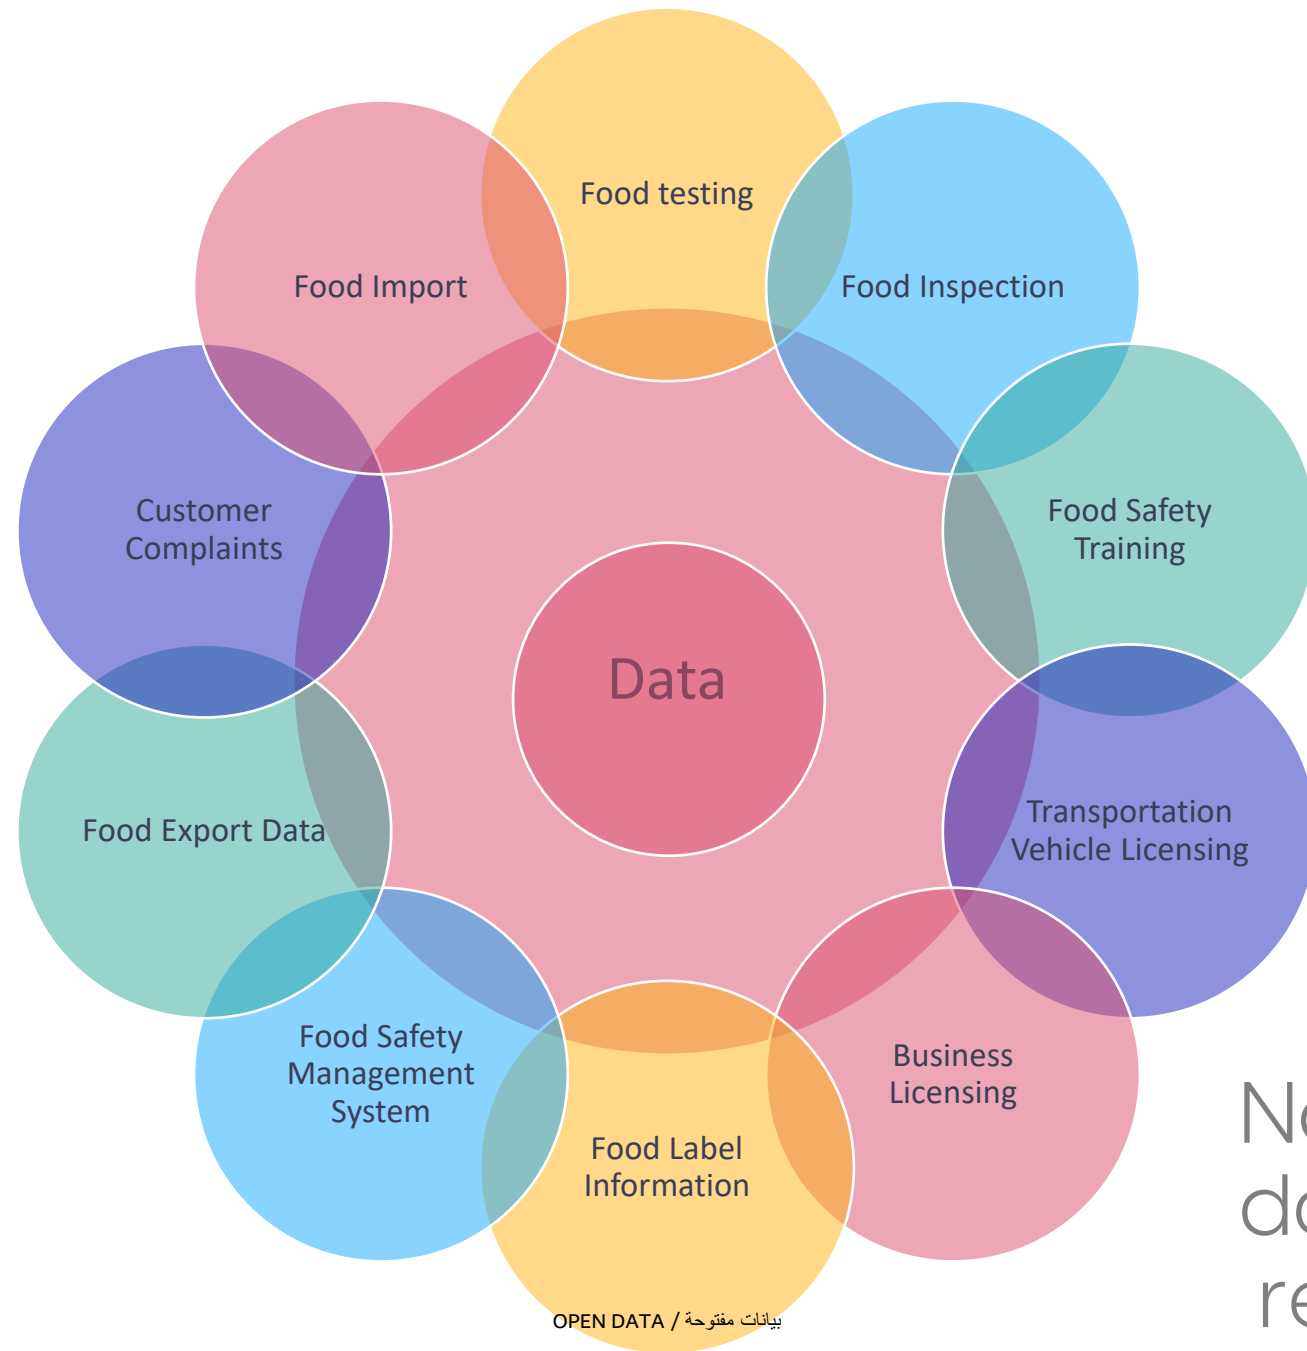 Food testing
Food Import
Food Inspection
Customer
Complaints
Food Safety
Training
Data
Food Export Data
Transportation
Vehicle Licensing
Food Safety
Management
System
Business
Licensing
Food Label
Information
OPEN DATA / بيانات مفتوحة